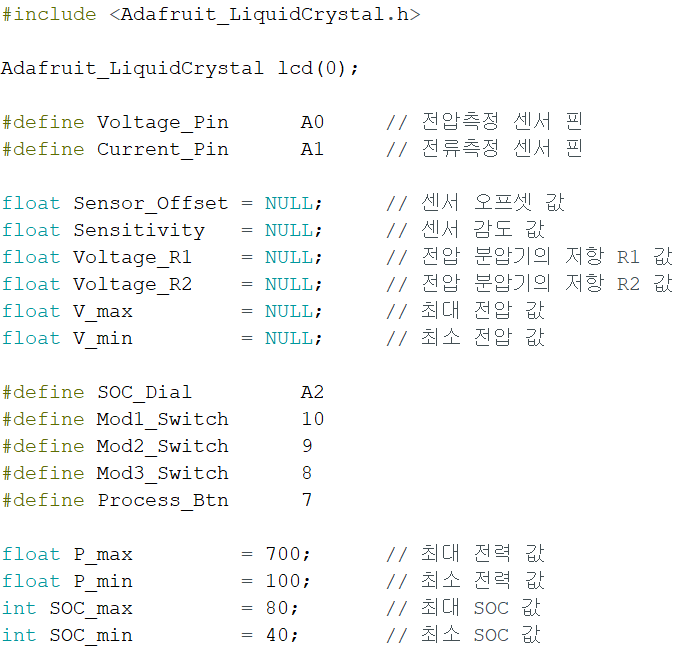 #include <Adafruit_LiquidCrystal.h>
Adafruit_LiquidCrystal lcd(0);
#define Voltage_Pin A0 // 전압측정 센서 핀
#define Current_Pin A1 // 전류측정 센서 핀
float Sensor_Offset = NULL; // 센서 오프셋 값
float Sensitivity = NULL; // 센서 감도 값
float Voltage_R1 = NULL; // 전압 분압기의 저항 R1 값
float Voltage_R2 = NULL; // 전압 분압기의 저항 R2 값
float V_max = NULL; // 최대 전압 값
float V_min = NULL; // 최소 전압 값
#define SOC_Dial A2
#define Mod1_Switch 10
#define Mod2_Switch 9
#define Mod3_Switch 8
#define Process_Btn 7
float P_max = 700; // 최대 전력 값
float P_min = 100; // 최소 전력 값
int SOC_max = 80; // 최대 SOC 값
int SOC_min = 40; // 최소 SOC 값